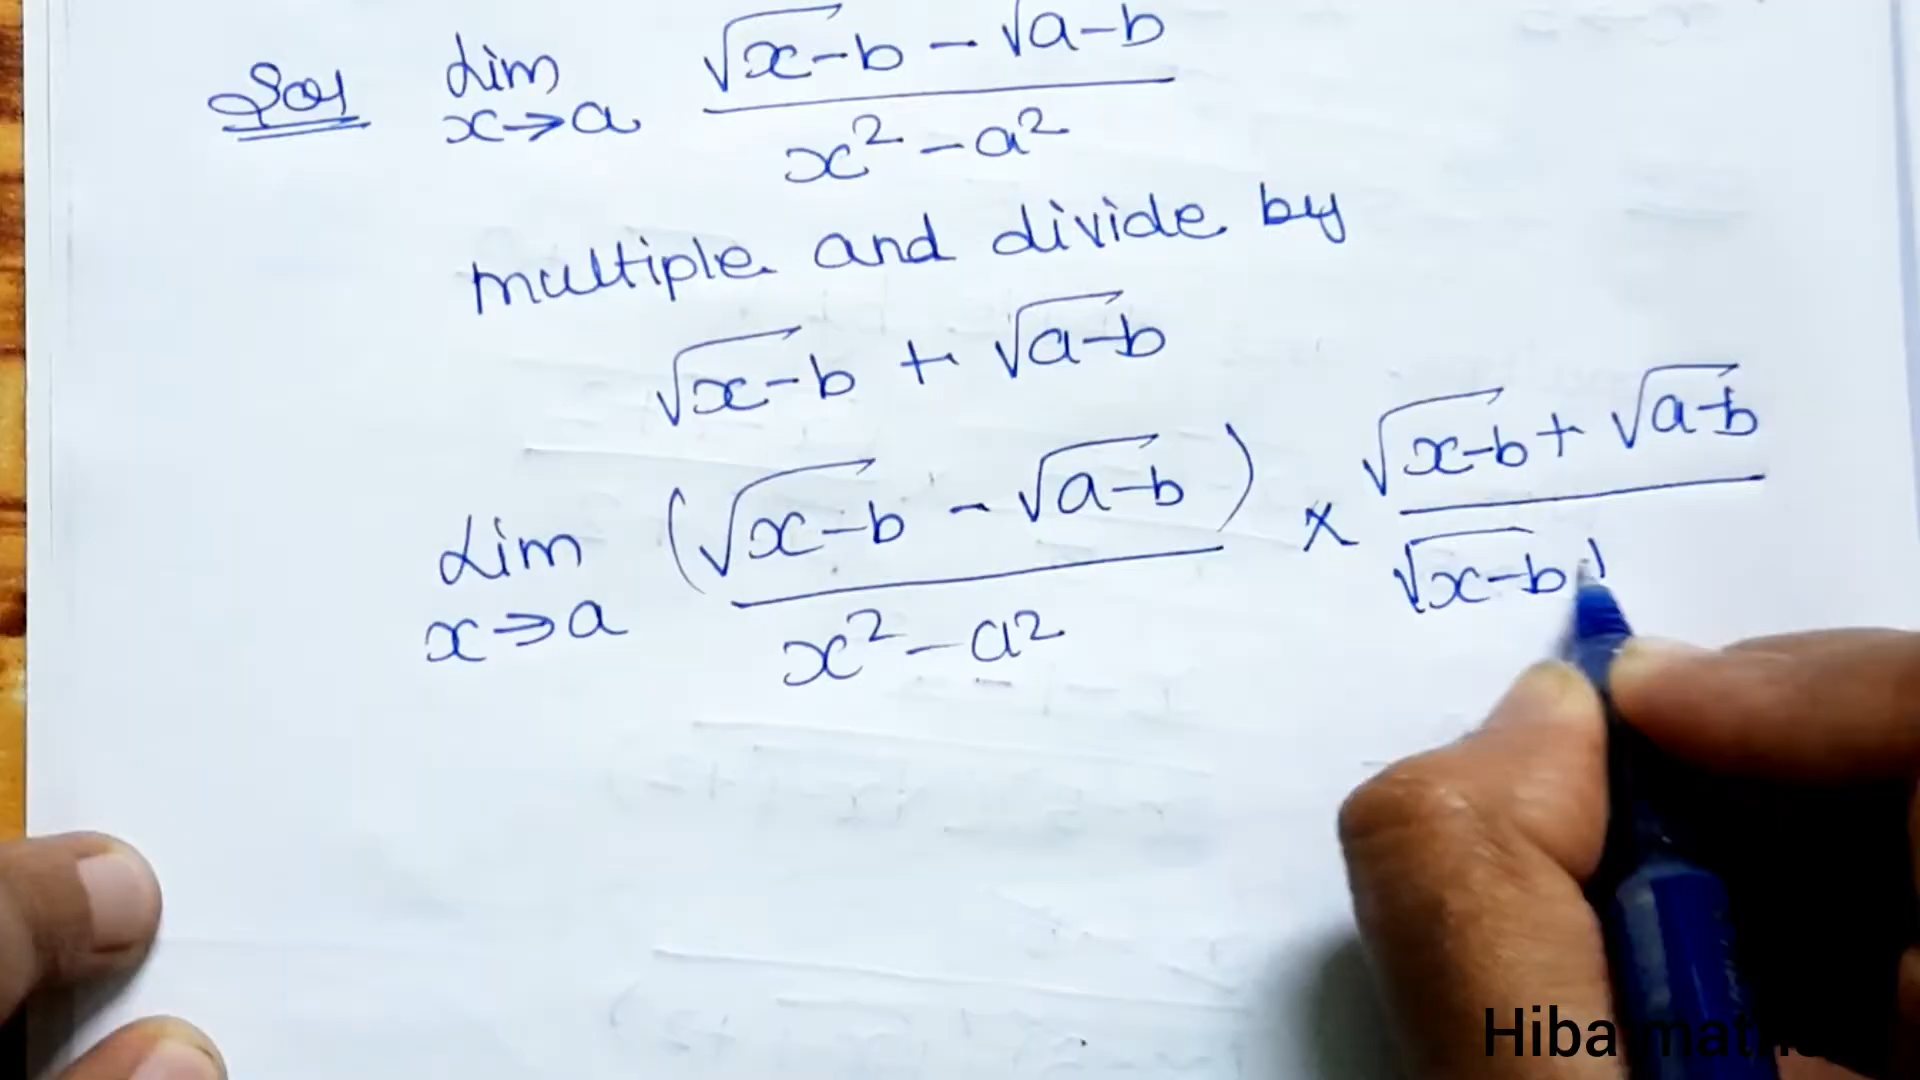 Sol Lim x→a (√x-b - √a-b) / (x² - a²)
multiple and divide by
√x-b + √a-b
Lim x→a (√x-b - √a-b) / (x² - a²) × (√x-b + √a-b) / (√x-b
Hiba